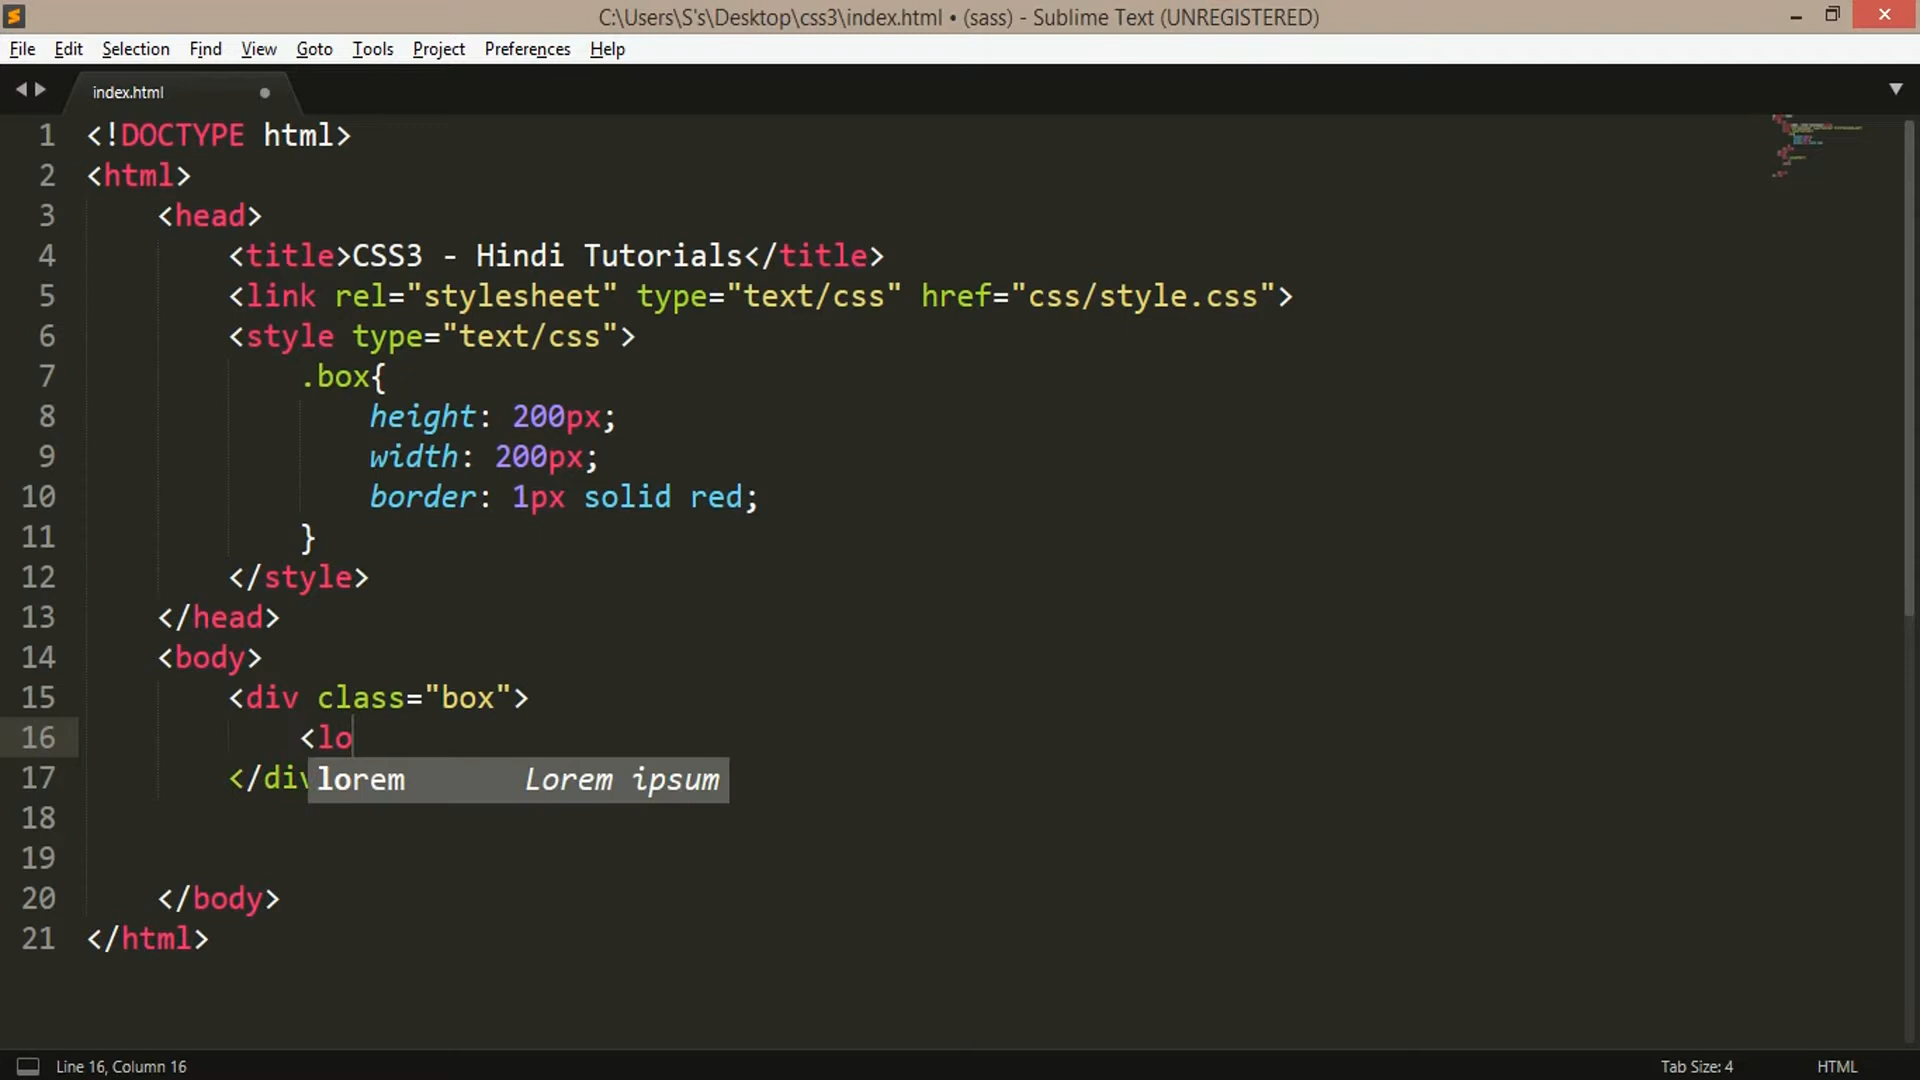 C:\Users\S's\Desktop\css3\index.html • (sass) - Sublime Text (UNREGISTERED)
File Edit Selection Find View Goto Tools Project Preferences Help
index.html
1 <!DOCTYPE html>
2 <html>
3 <head>
4 <title>CSS3 - Hindi Tutorials</title>
5 <link rel="stylesheet" type="text/css" href="css/style.css">
6 <style type="text/css">
7 .box{
8 height: 200px;
9 width: 200px;
10 border: 1px solid red;
11 }
12 </style>
13 </head>
14 <body>
15 <div class="box">
16 <lo
17 </div
lorem Lorem ipsum
18
19
20 </body>
21 </html>
Line 16, Column 16
Tab Size: 4
HTML